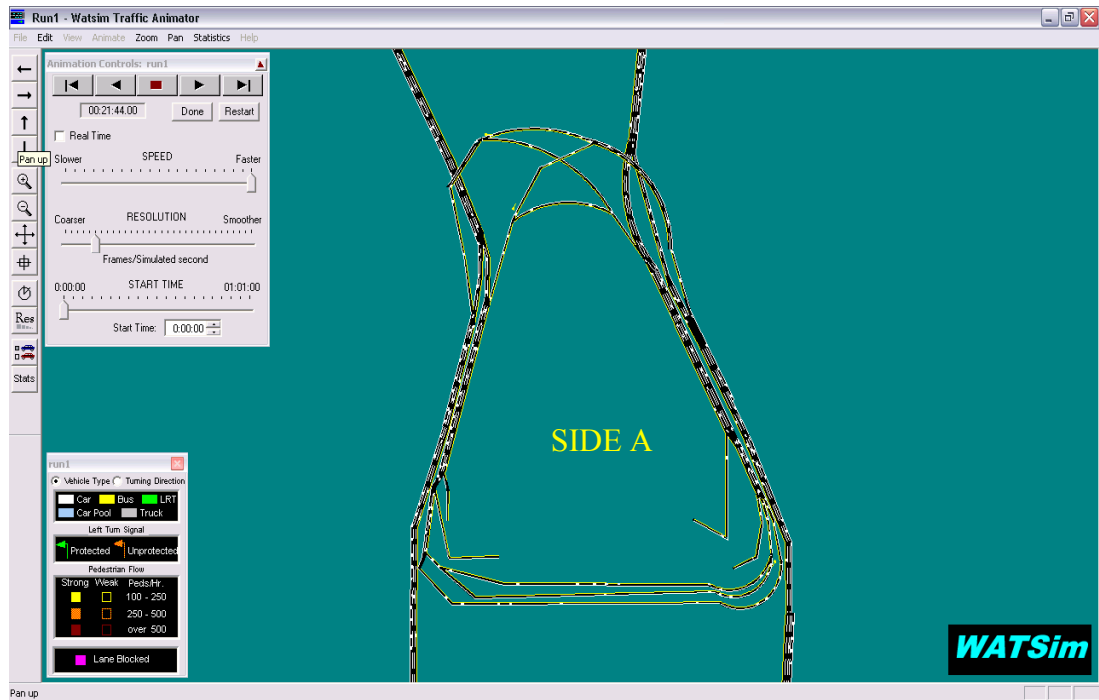 Run1 - Watsim Traffic Animator
File Edit View Animate Zoom Pan Statistics Help
Animation Controls: run1
00:21:44.00 Done Restart
Real Time
Pan up
Slower SPEED Faster
Coarser RESOLUTION Smoother
Frames/Simulated second
0:00:00 START TIME 01:01:00
Start Time: 0:00:00
Res
Stats
SIDE A
run1
Vehicle Type Turning Direction
Car Bus LRT
Car Pool Truck
Left Turn Signal
Protected Unprotected
Pedestrian Flow
Strong Weak Peds/Hr.
100 - 250
250 - 500
over 500
Lane Blocked
WATSim
Pan up